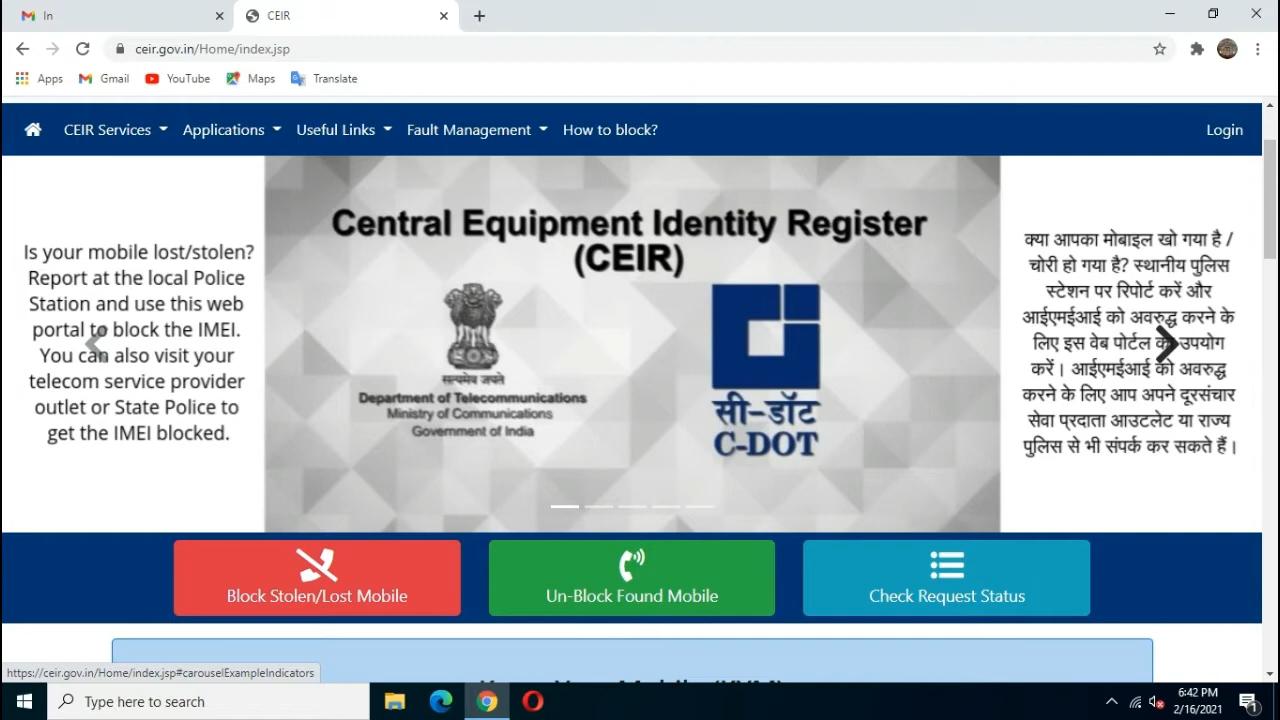 In
CEIR
ceir.gov.in/Home/index.jsp
Apps Gmail YouTube Maps Translate
CEIR Services Applications Useful Links Fault Management How to block? Login
Is your mobile lost/stolen?
Report at the local Police
Station and use this web
portal to block the IMEI.
You can also visit your
telecom service provider
outlet or State Police to
get the IMEI blocked.
Central Equipment Identity Register
(CEIR)
सत्यमेव जयते
Department of Telecommunications
Ministry of Communications
Government of India
सी-डॉट
C-DOT
क्या आपका मोबाइल खो गया है /
चोरी हो गया है? स्थानीय पुलिस
स्टेशन पर रिपोर्ट करें और
आईएमईआई को अवरुद्ध करने के
लिए इस वेब पोर्टल का उपयोग
करें। आईएमईआई को अवरुद्ध
करने के लिए आप अपने दूरसंचार
सेवा प्रदाता आउटलेट या राज्य
पुलिस से भी संपर्क कर सकते हैं।
Block Stolen/Lost Mobile
Un-Block Found Mobile
Check Request Status
https://ceir.gov.in/Home/index.jsp#carouselExampleIndicators
Type here to search
6:42 PM
2/16/2021
1